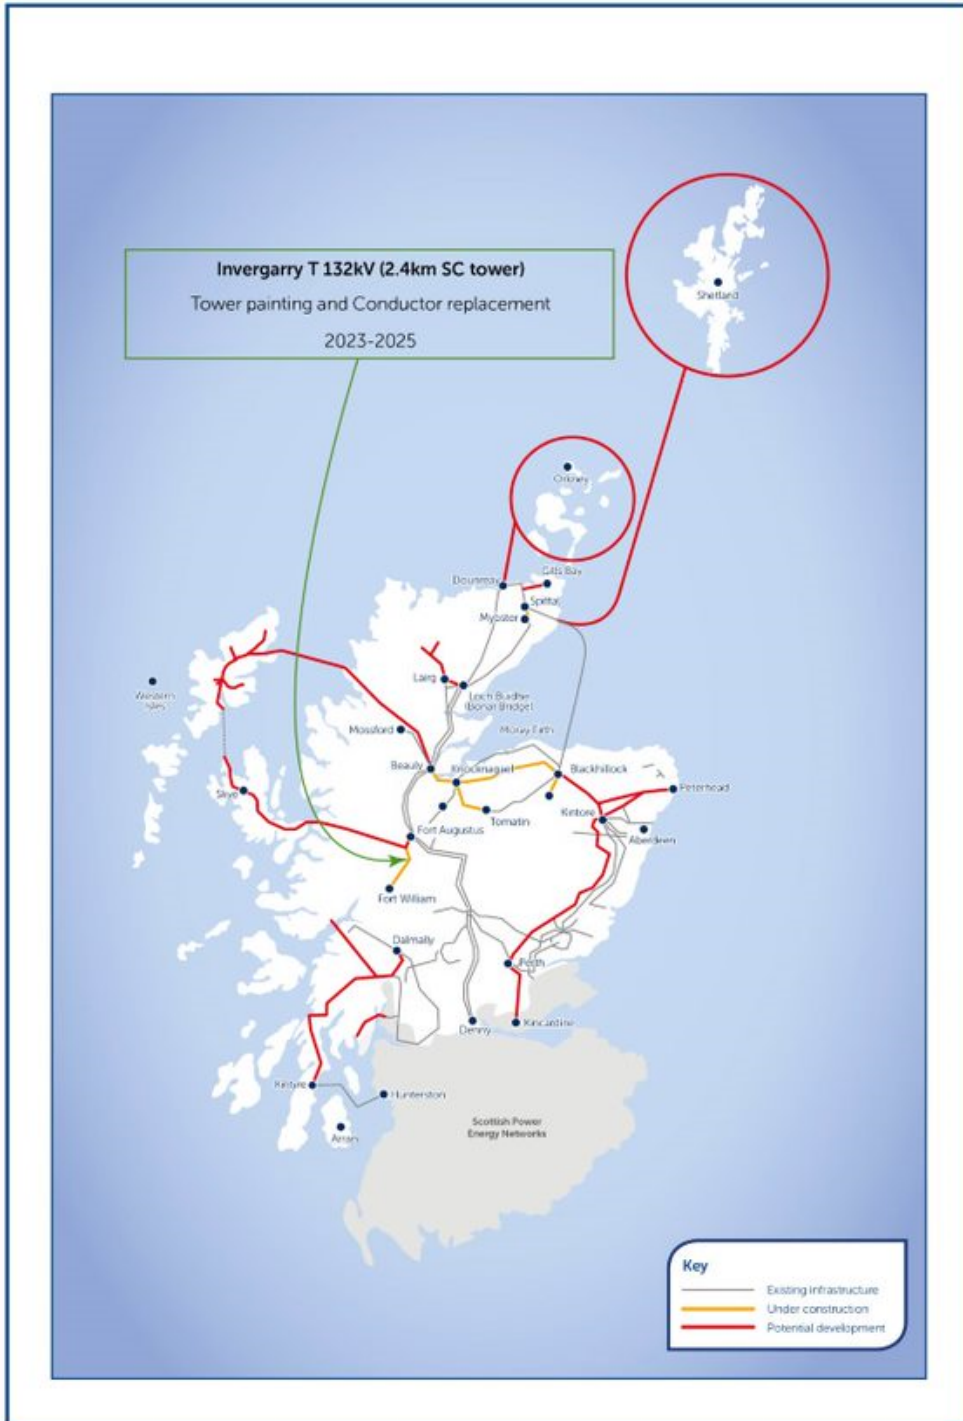 Invergarry T 132kV (2.4km SC tower)
Tower painting and Conductor replacement
2023-2025
Shetland
Orkney
Gills Bay
Dounreay
Spittal
Mybster
Lairg
Loch Buidhe
(Bonar Bridge)
Western
Isles
Mossford
Moray Firth
Beauly
Knocknagael
Blackhillock
Skye
Peterhead
Tomatin
Kintore
Fort Augustus
Aberdeen
Fort William
Dalmally
Perth
Denny
Kincardine
Kintyre
Hunterston
Arran
Scottish Power
Energy Networks
Key
Existing infrastructure
Under construction
Potential development